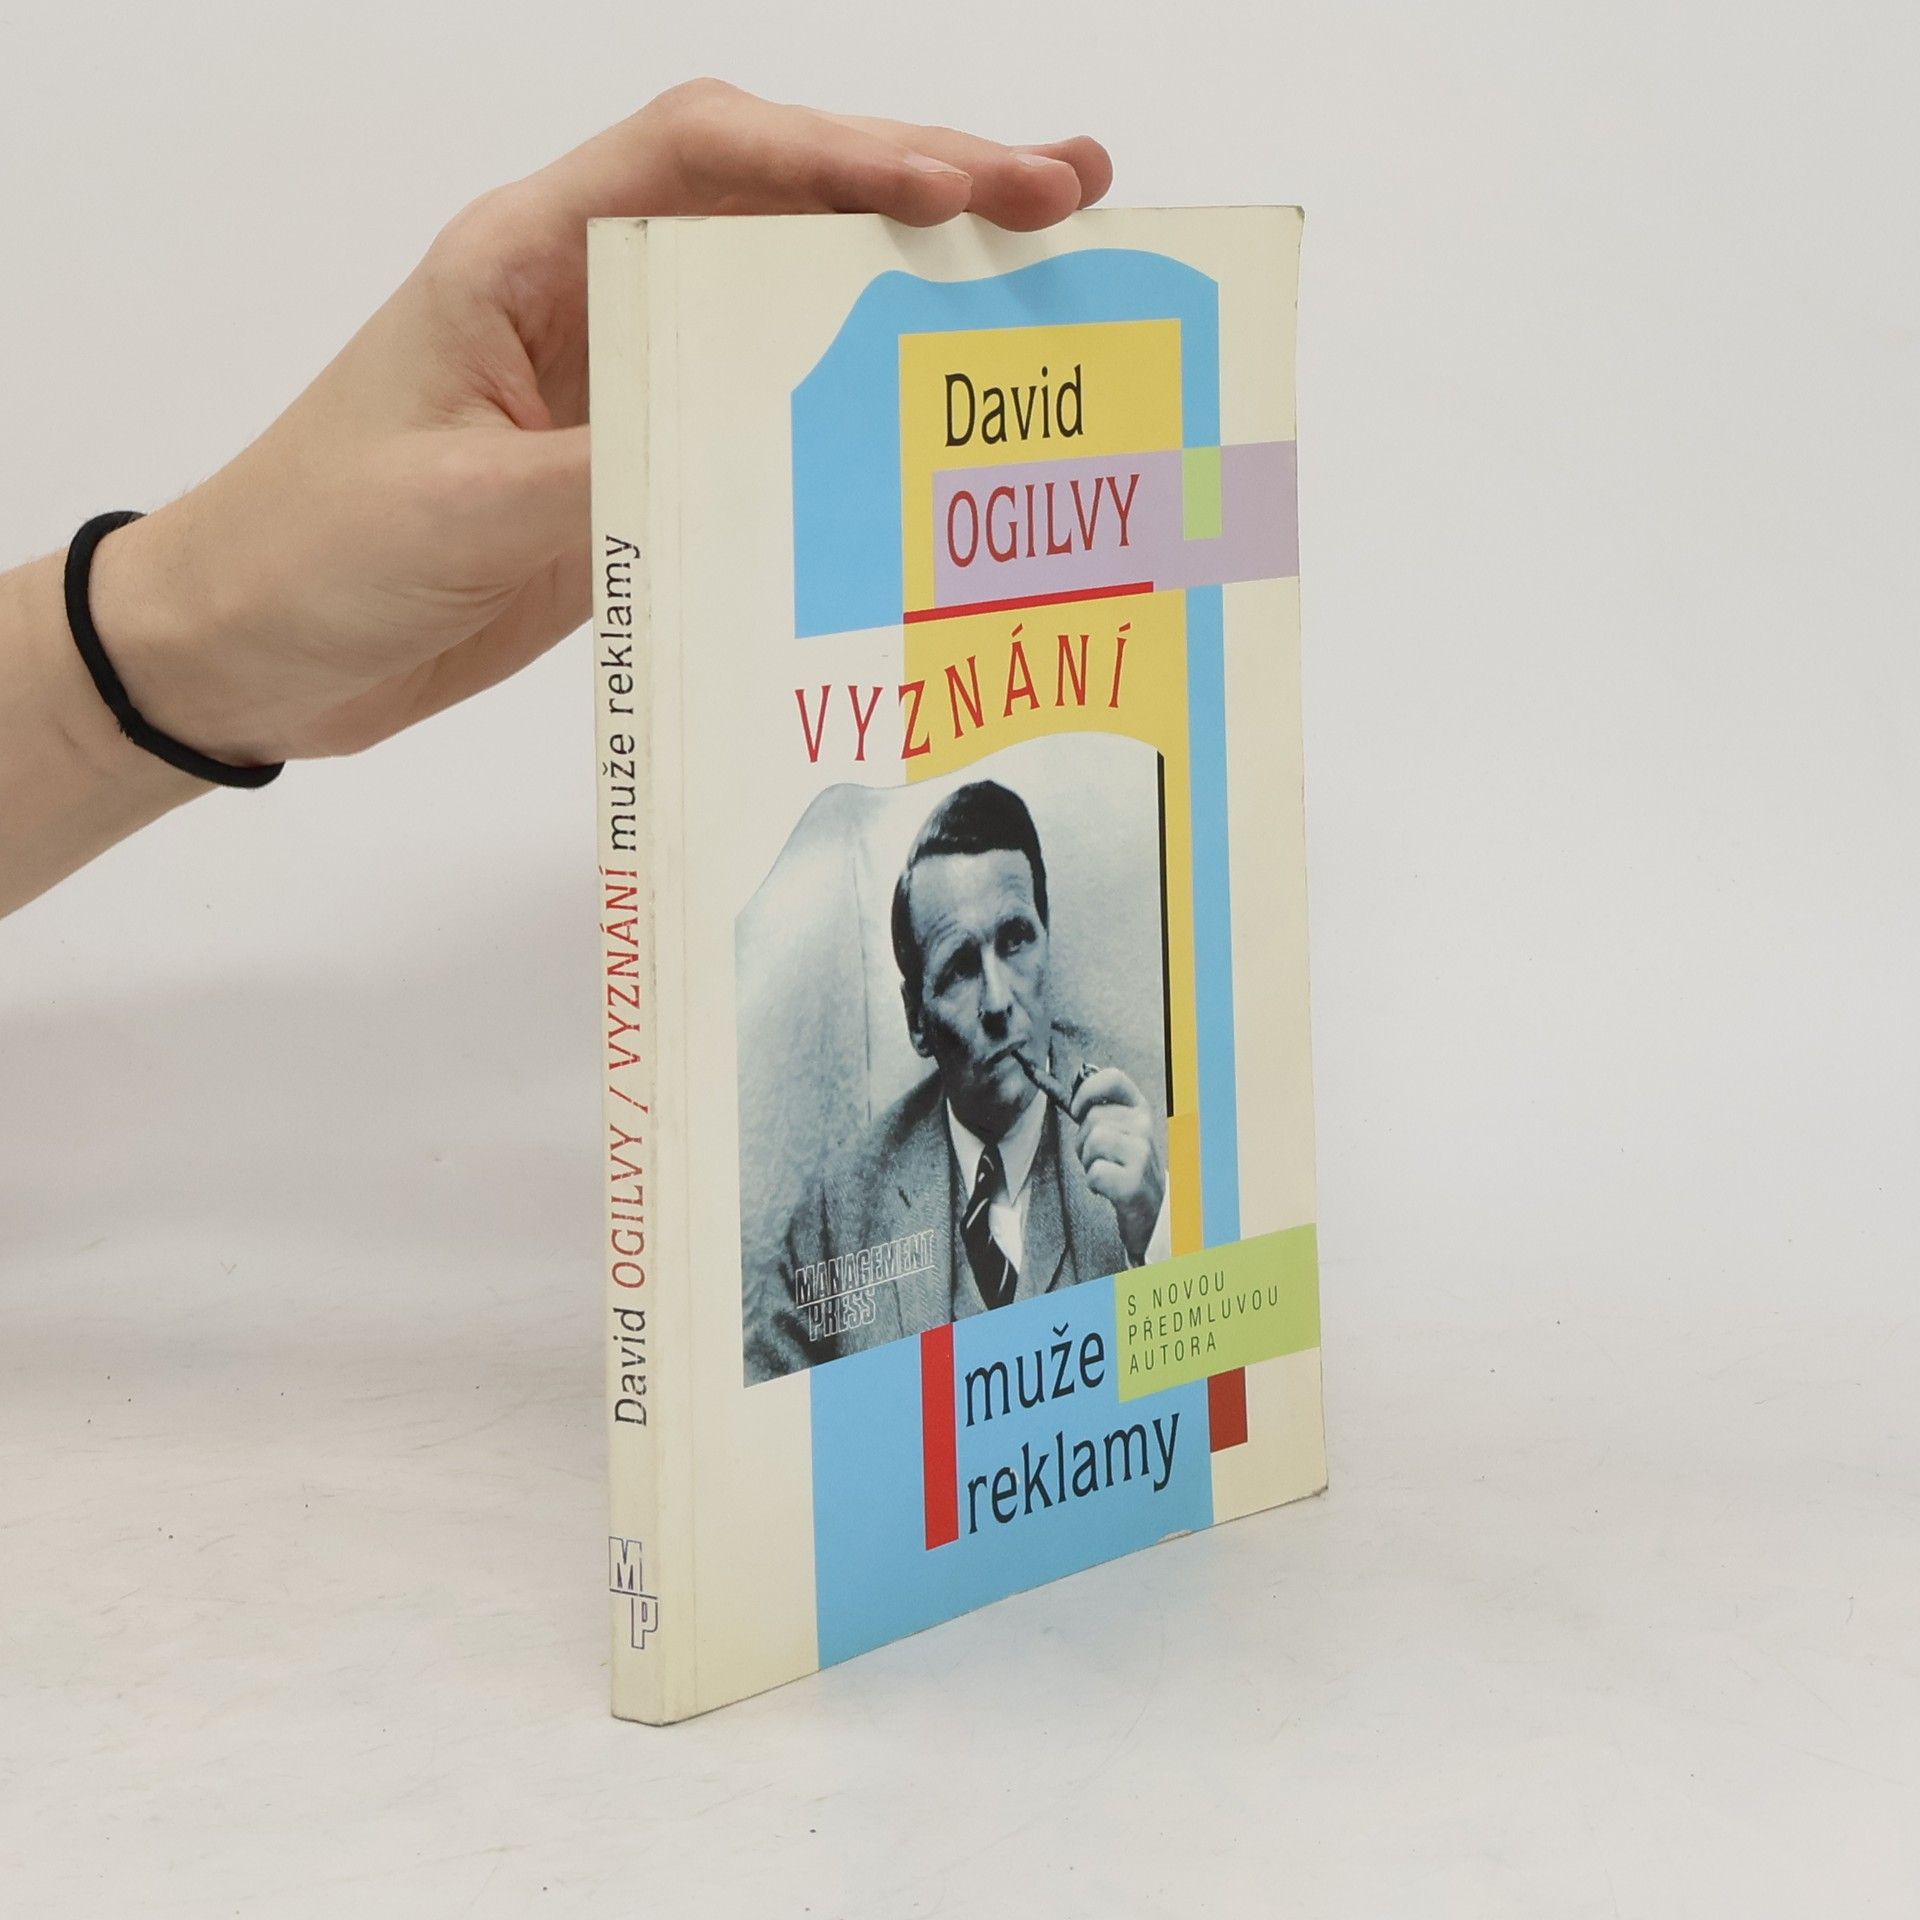 David OGILVY / VYZNÁNÍ muže reklamy
M
P
David
OGILVY
VYZNÁNÍ
MANAGEMENT
PRESS
S NOVOU
PŘEDMLUVOU
AUTORA
muže
reklamy